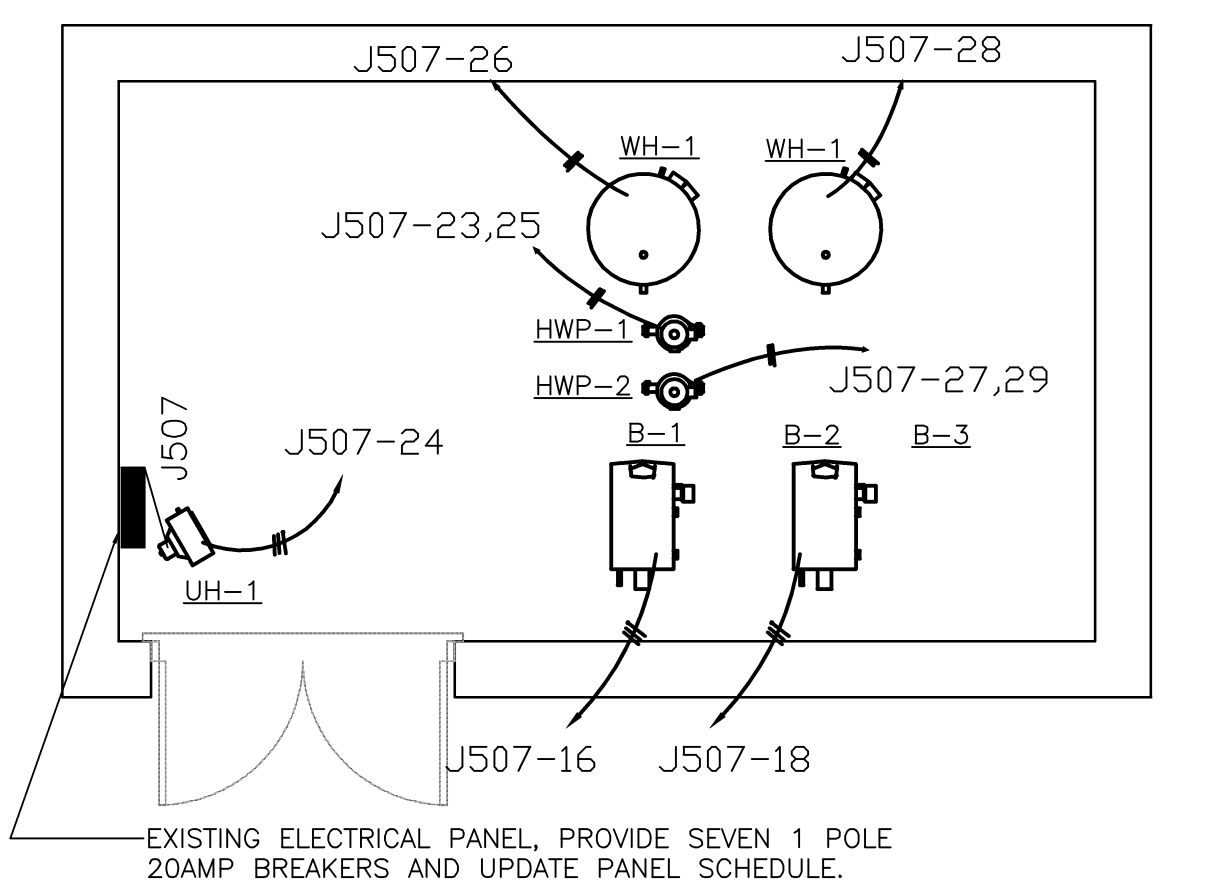 J507-26
J507-28
WH-1
WH-1
J507-23,25
HWP-1
HWP-2
J507-27,29
B-1
B-2
B-3
J507
J507-24
UH-1
J507-16
J507-18
EXISTING ELECTRICAL PANEL, PROVIDE SEVEN 1 POLE
20AMP BREAKERS AND UPDATE PANEL SCHEDULE.